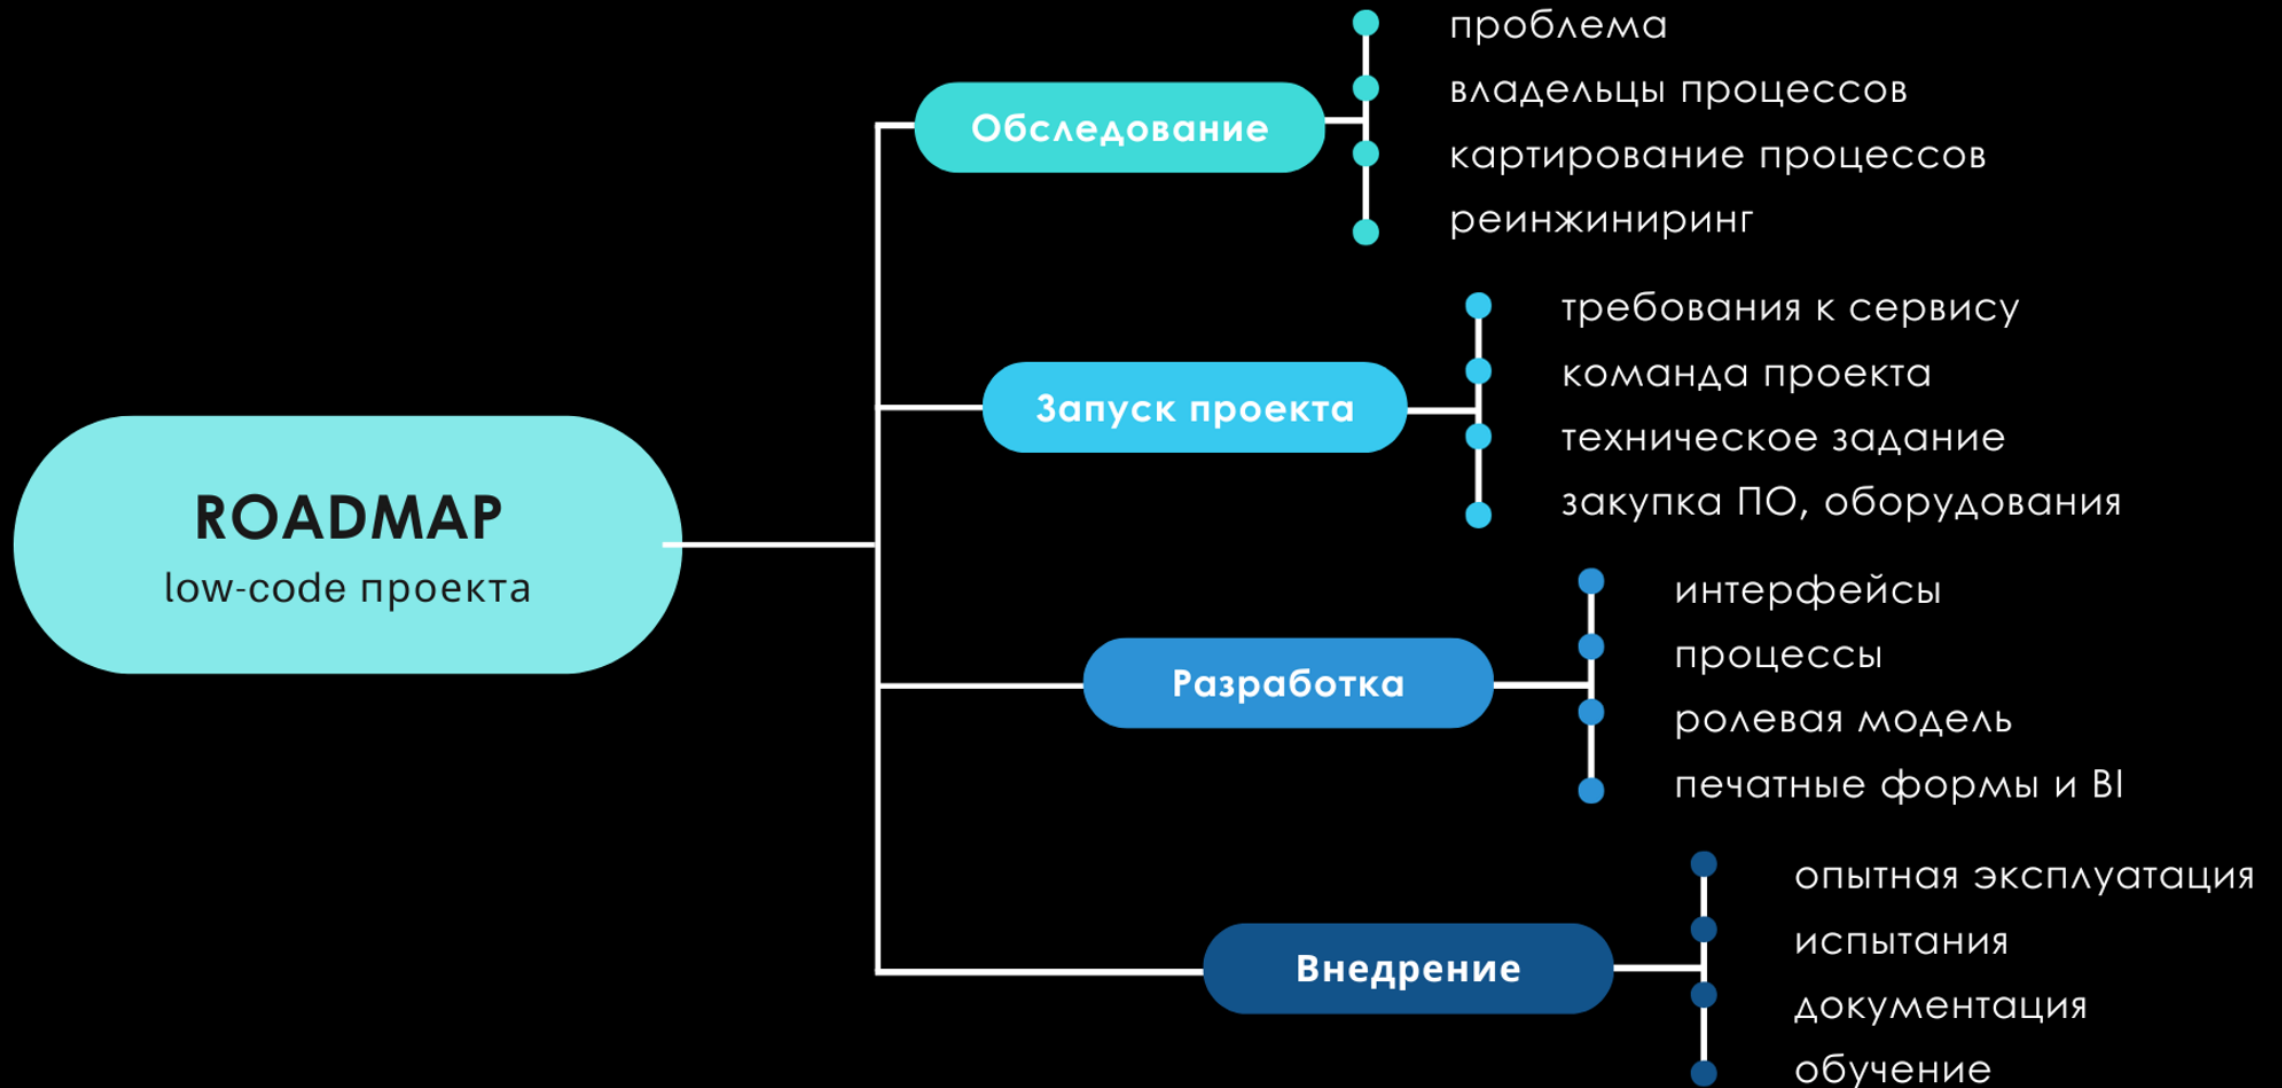 ROADMAP
low-code проекта
Обследование
проблема
владельцы процессов
картирование процессов
реинжиниринг
Запуск проекта
требования к сервису
команда проекта
техническое задание
закупка ПО, оборудования
Разработка
интерфейсы
процессы
ролевая модель
печатные формы и BI
Внедрение
опытная эксплуатация
испытания
документация
обучение